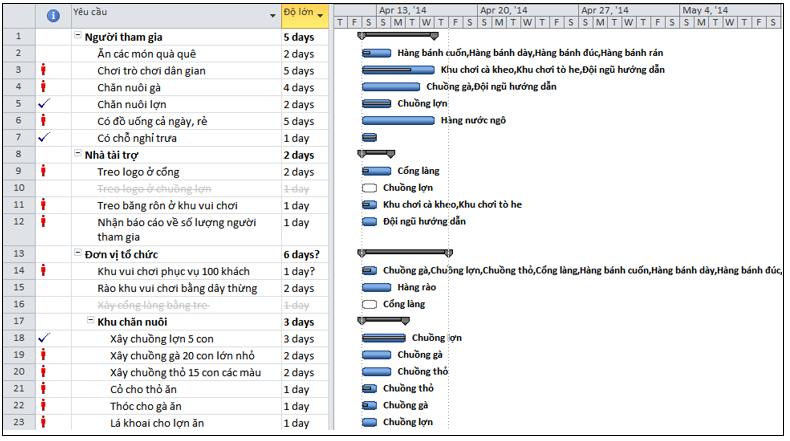 Yêu cầu Độ lớn Apr 13, '14 Apr 20, '14 Apr 27, '14 May 4, '14
T F S S M T W T F S S M T W T F S S M T W T F S S M T W T F S
1 Người tham gia 5 days
2 Ăn các món quà quê 2 days Hàng bánh cuốn,Hàng bánh dày,Hàng bánh đúc,Hàng bánh rán
3 Chơi trò chơi dân gian 5 days Khu chơi cà kheo,Khu chơi tò he,Đội ngũ hướng dẫn
4 Chăn nuôi gà 4 days Chuồng gà,Đội ngũ hướng dẫn
5 Chăn nuôi lợn 2 days Chuồng lợn
6 Có đồ uống cả ngày, rẻ 5 days Hàng nước ngô
7 Có chỗ nghỉ trưa 1 day
8 Nhà tài trợ 2 days
9 Treo logo ở cổng 2 days Cổng làng
10 Treo logo ở chuồng lợn 1 day Chuồng lợn
11 Treo băng rôn ở khu vui chơi 1 day Khu chơi cà kheo,Khu chơi tò he
12 Nhận báo cáo về số lượng người 1 day Đội ngũ hướng dẫn
tham gia
13 Đơn vị tổ chức 6 days?
14 Khu vui chơi phục vụ 100 khách 1 day? Chuồng gà,Chuồng lợn,Chuồng thỏ,Cổng làng,Hàng bánh cuốn,Hàng bánh dày,Hàng bánh đúc,
15 Rào khu vui chơi bằng dây thừng 2 days Hàng rào
16 Xây cổng làng bằng tre 1 day Cổng làng
17 Khu chăn nuôi 3 days
18 Xây chuồng lợn 5 con 3 days Chuồng lợn
19 Xây chuồng gà 20 con lớn nhỏ 2 days Chuồng gà
20 Xây chuồng thỏ 15 con các màu 2 days Chuồng thỏ
21 Cỏ cho thỏ ăn 1 day Chuồng thỏ
22 Thóc cho gà ăn 1 day Chuồng gà
23 Lá khoai cho lợn ăn 1 day Chuồng lợn